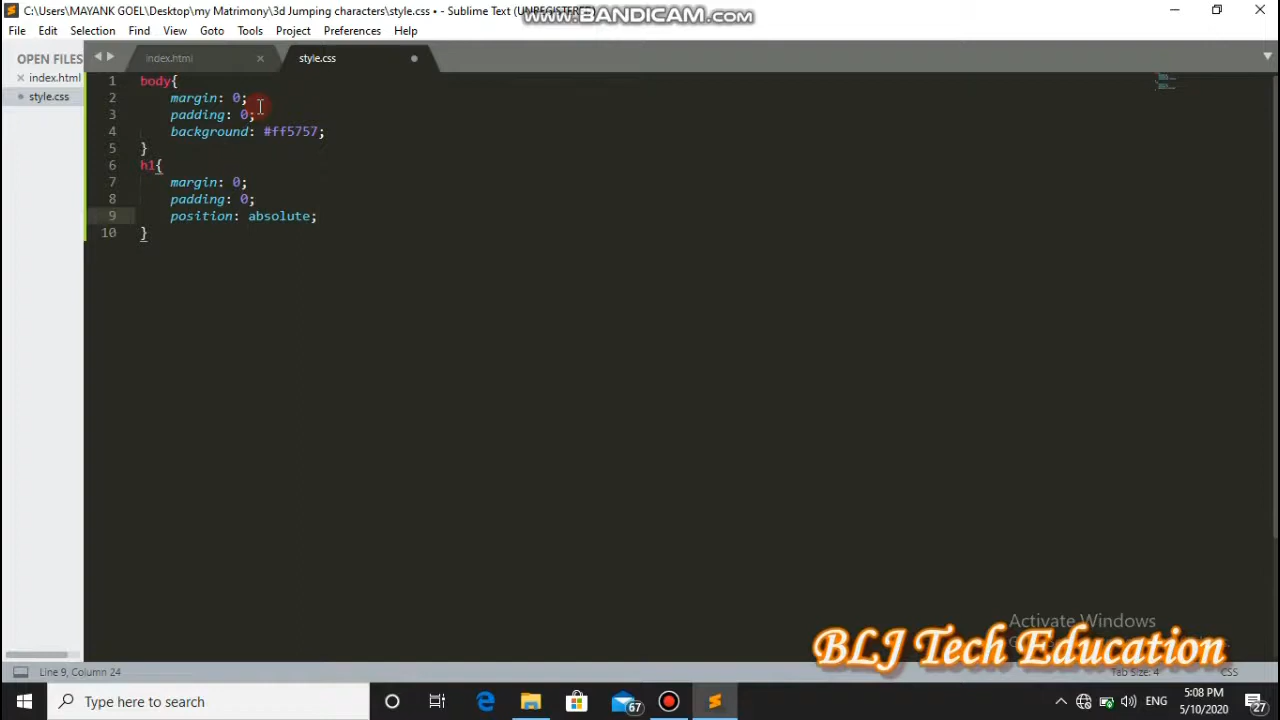 C:\Users\MAYANK GOEL\Desktop\my Matrimony\3d Jumping characters\style.css • - Sublime Text (UNREGISTERED)
www.BANDICAM.com
File Edit Selection Find View Goto Tools Project Preferences Help
OPEN FILES
index.html
style.css
index.html
style.css
1 body{
2 margin: 0;
3 padding: 0;
4 background: #ff5757;
5 }
6 h1{
7 margin: 0;
8 padding: 0;
9 position: absolute;
10 }
Activate Windows
BLJ Tech Education
Line 9, Column 24
Tab Size: 4
CSS
Type here to search
67
ENG
5:08 PM
5/10/2020
27